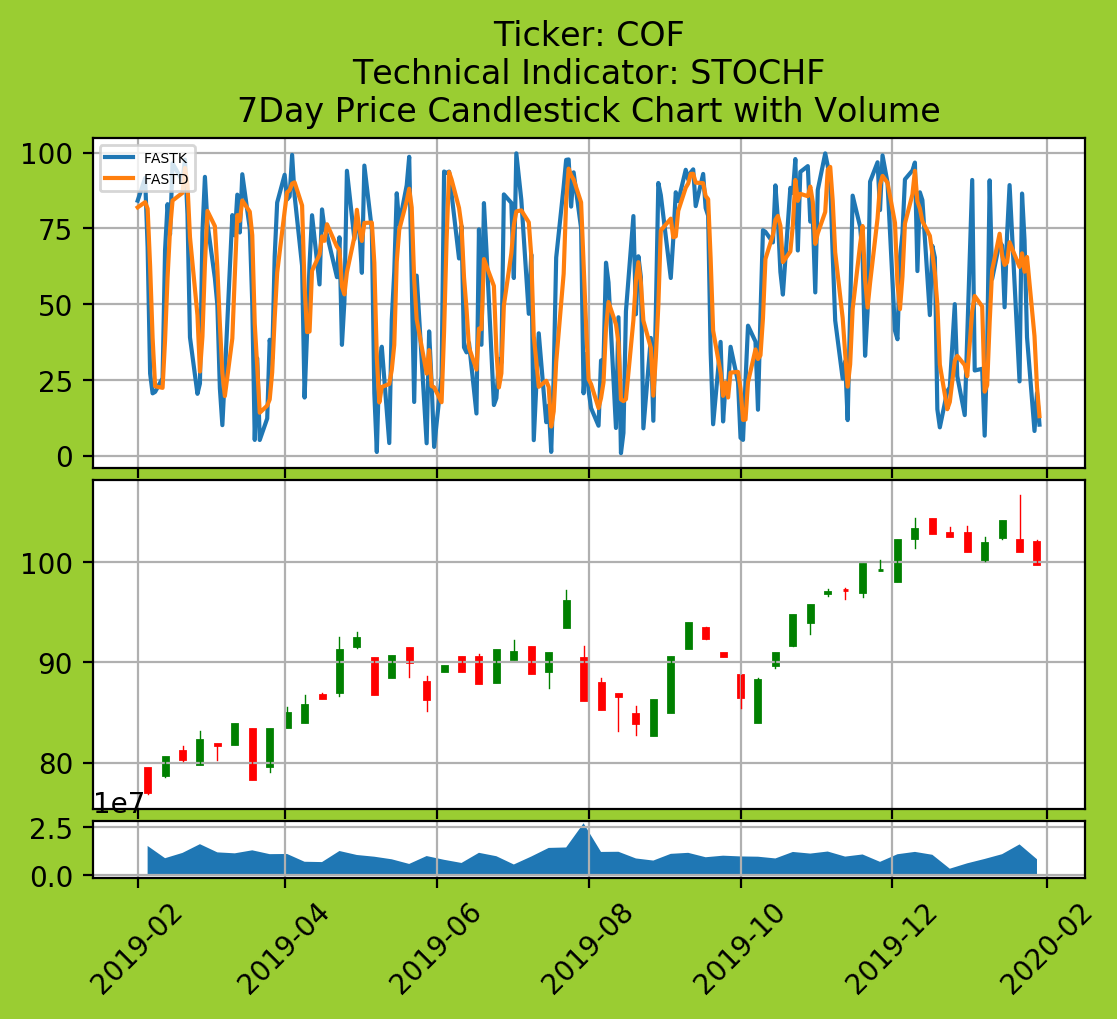 Ticker: COF
Technical Indicator: STOCHF
7Day Price Candlestick Chart with Volume
100
75
50
25
0
FASTK
FASTD
100
90
80
1e7
2.5
0.0
2019-02
2019-04
2019-06
2019-08
2019-10
2019-12
2020-02